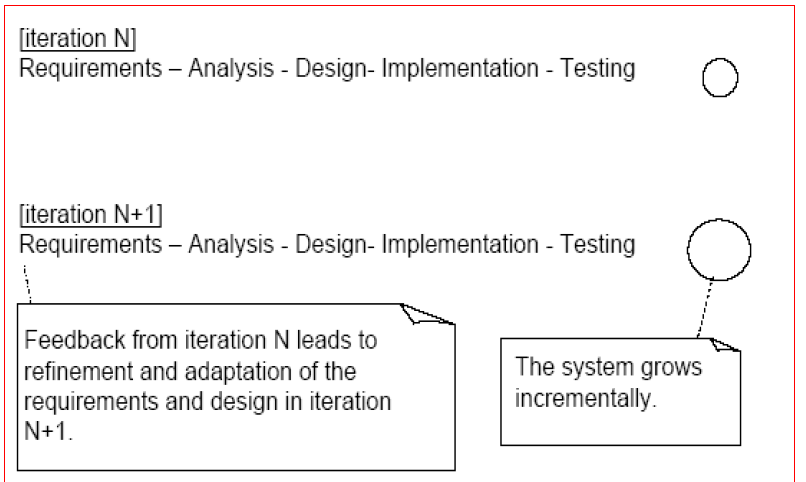 [iteration N]
Requirements – Analysis - Design- Implementation - Testing
[iteration N+1]
Requirements – Analysis - Design- Implementation - Testing
Feedback from iteration N leads to
refinement and adaptation of the
requirements and design in iteration
N+1.
The system grows
incrementally.